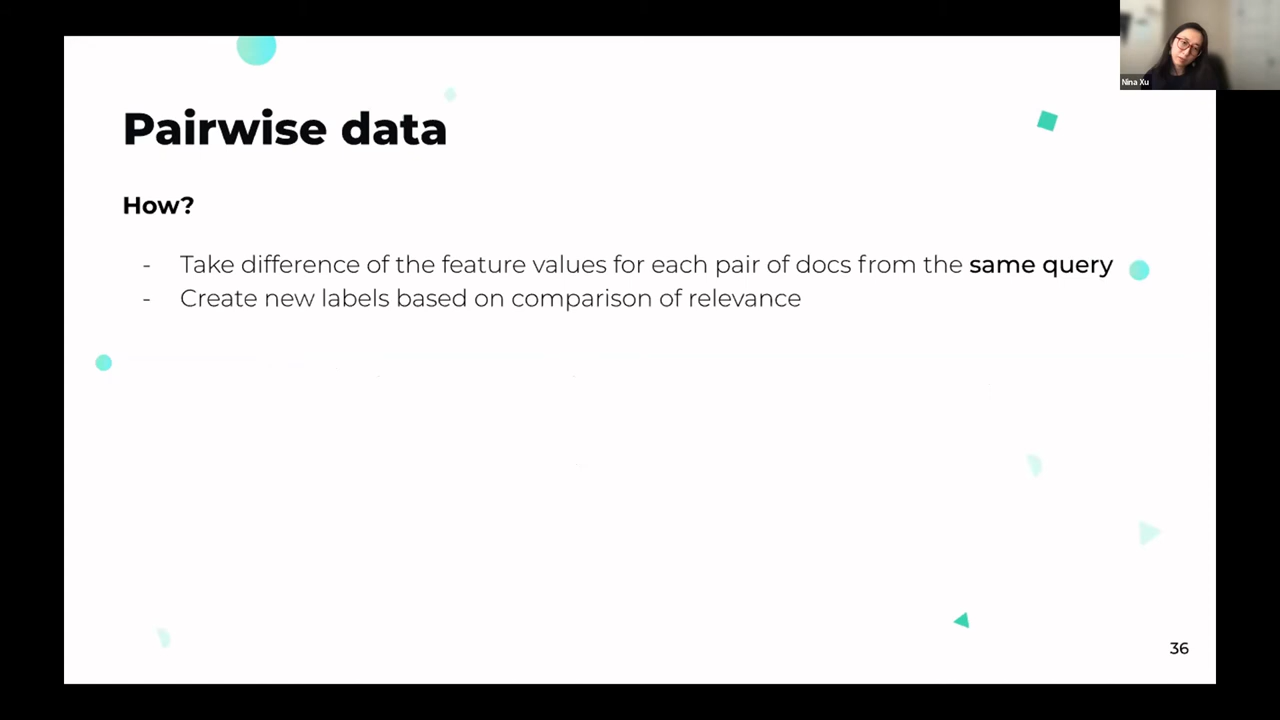 Nina Xu
Pairwise data
How?
- Take difference of the feature values for each pair of docs from the same query
- Create new labels based on comparison of relevance
36